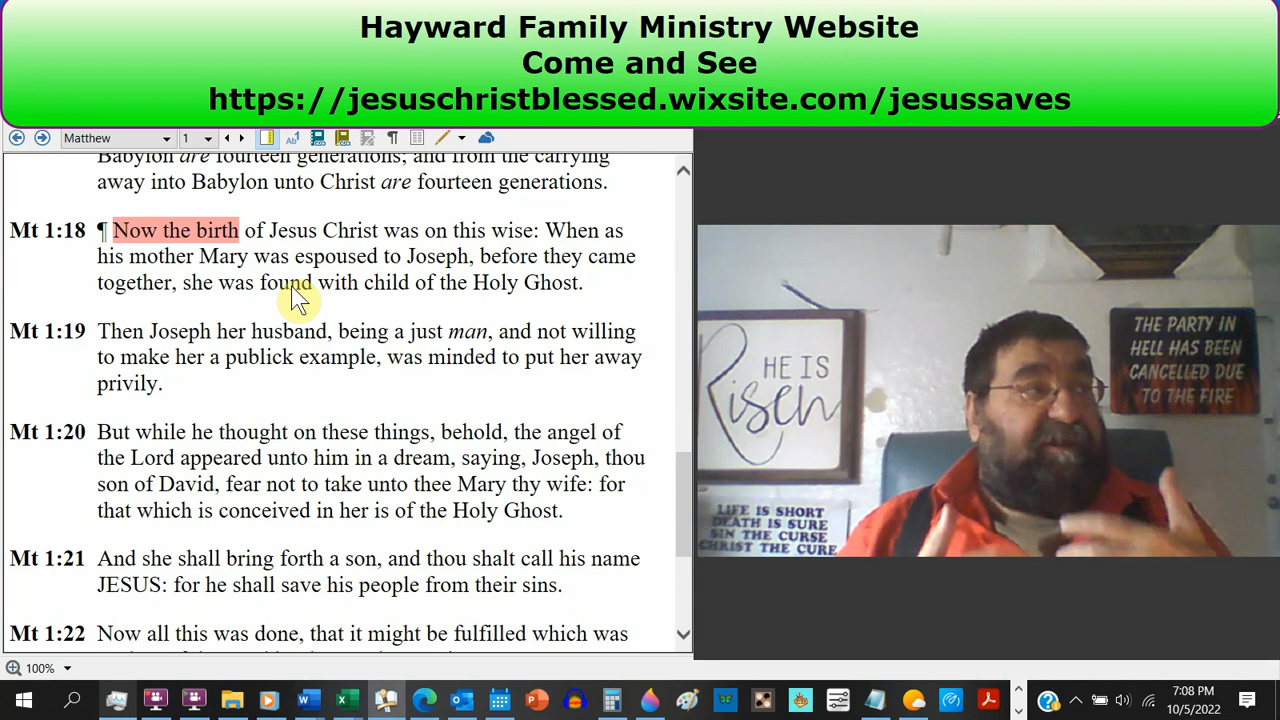 Hayward Family Ministry Website
Come and See
https://jesuschristblessed.wixsite.com/jesussaves
Matthew 1
Babylon are fourteen generations; and from the carrying
away into Babylon unto Christ are fourteen generations.
Mt 1:18 ¶ Now the birth of Jesus Christ was on this wise: When as
his mother Mary was espoused to Joseph, before they came
together, she was found with child of the Holy Ghost.
Mt 1:19 Then Joseph her husband, being a just man, and not willing
to make her a publick example, was minded to put her away
privily.
Mt 1:20 But while he thought on these things, behold, the angel of
the Lord appeared unto him in a dream, saying, Joseph, thou
son of David, fear not to take unto thee Mary thy wife: for
that which is conceived in her is of the Holy Ghost.
Mt 1:21 And she shall bring forth a son, and thou shalt call his name
JESUS: for he shall save his people from their sins.
Mt 1:22 Now all this was done, that it might be fulfilled which was
HE IS
Risen
THE PARTY IN
HELL HAS BEEN
CANCELLED DUE
TO THE FIRE
LIFE IS SHORT
DEATH IS SURE
SIN THE CURSE
CHRIST THE CURE
100%
7:08 PM
10/5/2022